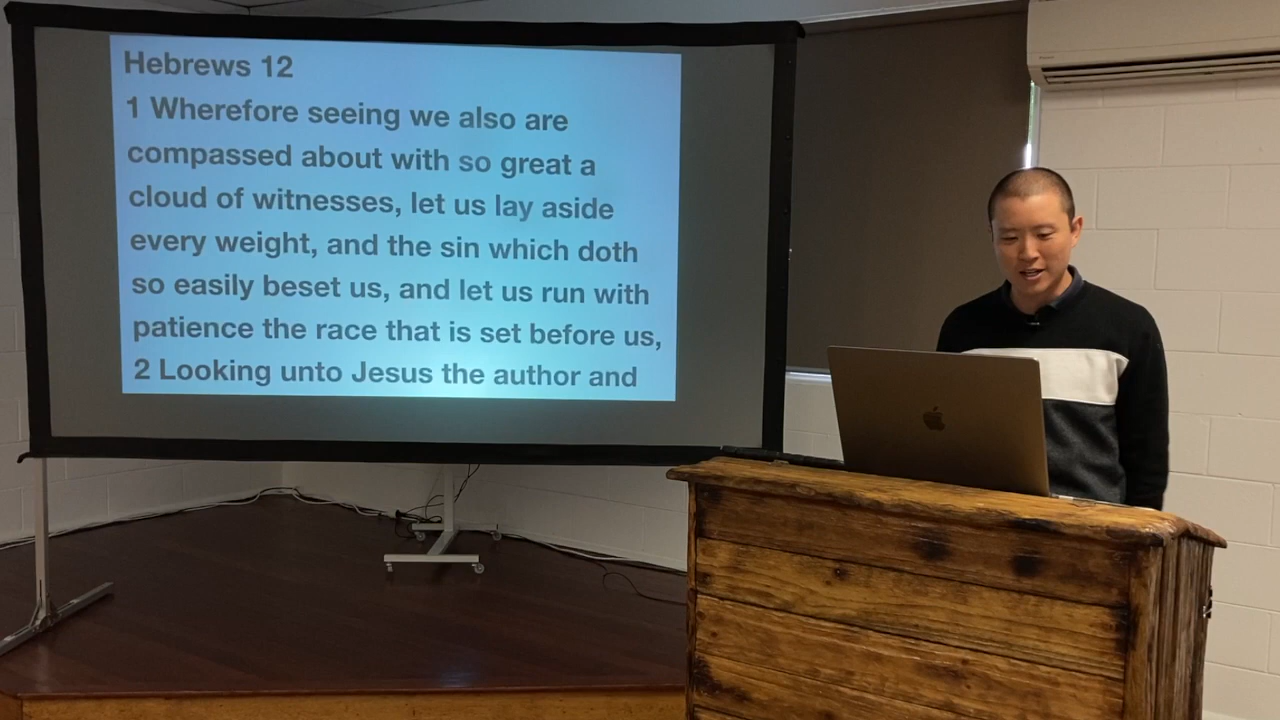 Hebrews 12
1 Wherefore seeing we also are
compassed about with so great a
cloud of witnesses, let us lay aside
every weight, and the sin which doth
so easily beset us, and let us run with
patience the race that is set before us,
2 Looking unto Jesus the author and